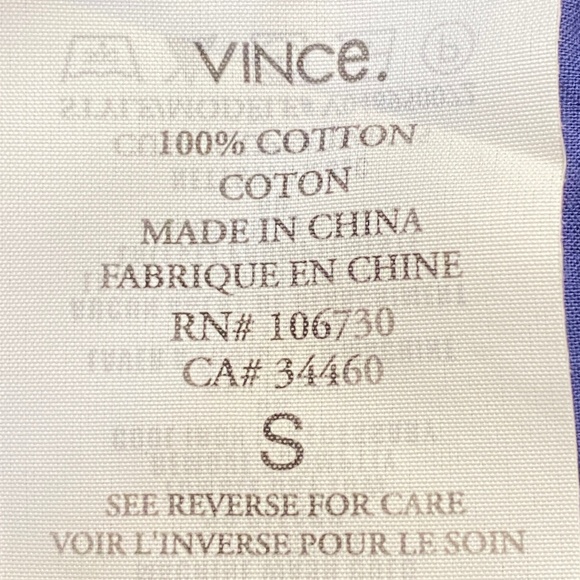 VINCe.
100% COTTON
COTON
MADE IN CHINA
FABRIQUE EN CHINE
RN# 106730
CA# 34460
S
SEE REVERSE FOR CARE
VOIR L'INVERSE POUR LE SOIN